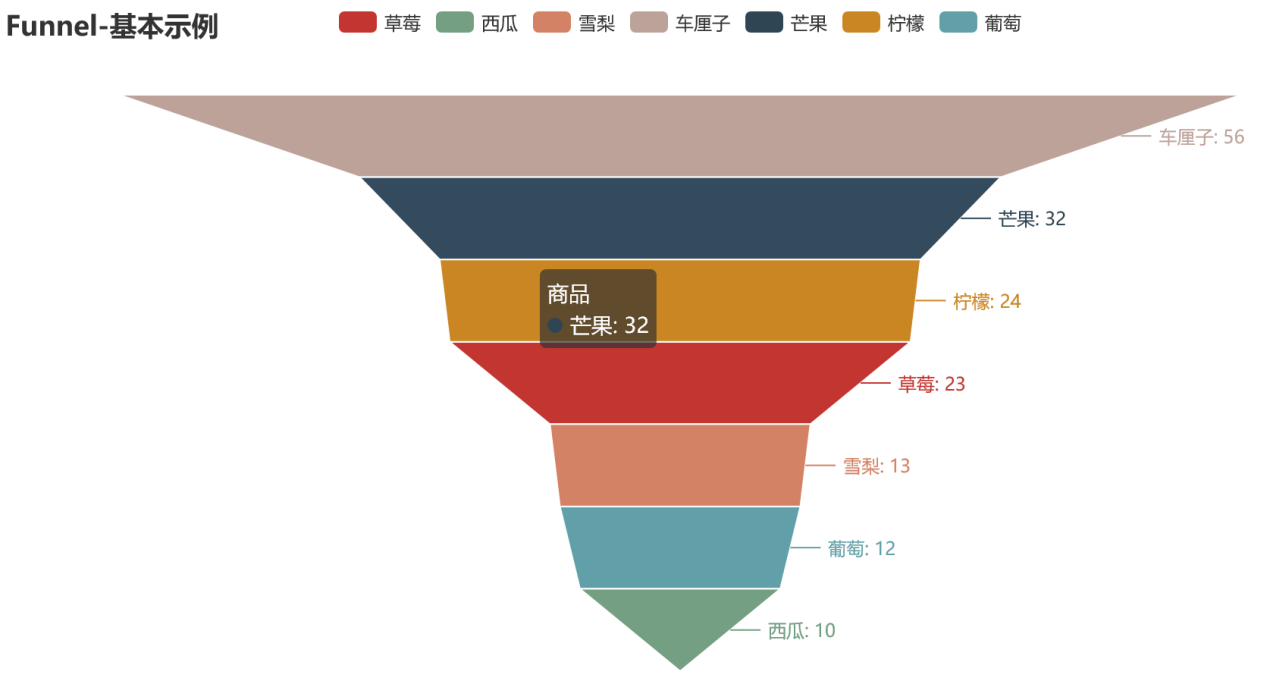 Funnel-基本示例
草莓 西瓜 雪梨 车厘子 芒果 柠檬 葡萄
车厘子: 56
芒果: 32
商品
芒果: 32
柠檬: 24
草莓: 23
雪梨: 13
葡萄: 12
西瓜: 10